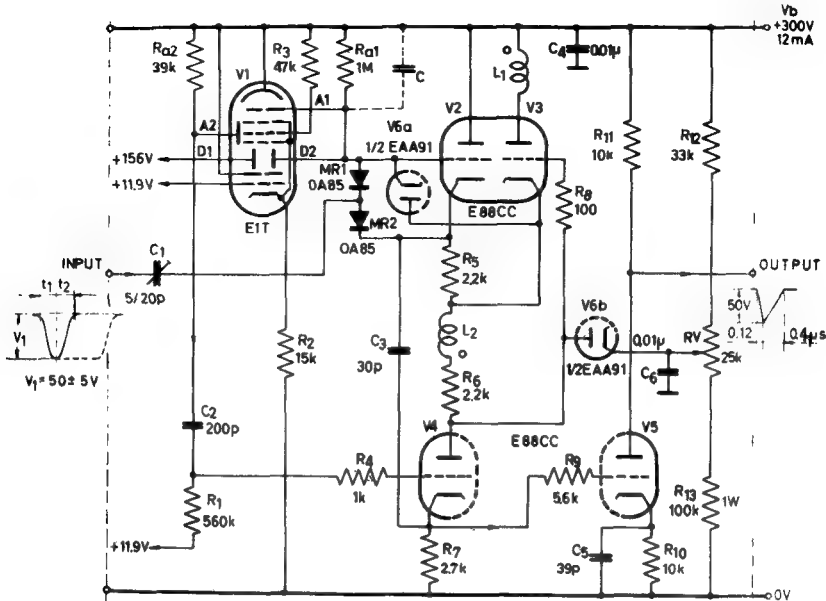 Vb
+300V
12mA
Ra2
39k
R3
47k
Ra1
1M
C
C4
0.01µ
L1
V1
A1
A2
V2
V3
V6a
1/2 EAA91
R11
10k
R12
33k
+156V
D1
D2
MR1
OA85
+11.9V
R8
100
E88CC
E1T
MR2
OA85
INPUT
C1
5/20p
R5
2.2k
OUTPUT
t1
t2
V1
V1=50±5V
V6b
50V
L2
C3
30p
0.01µ
RV
25k
0.12
0.4µs
R2
15k
1/2EAA91
C6
R6
2.2k
C2
200p
V4
E88CC
V5
R4
1k
R9
5.6k
R1
560k
R13
100k
1W
+11.9V
R7
2.7k
C5
39p
R10
10k
0V